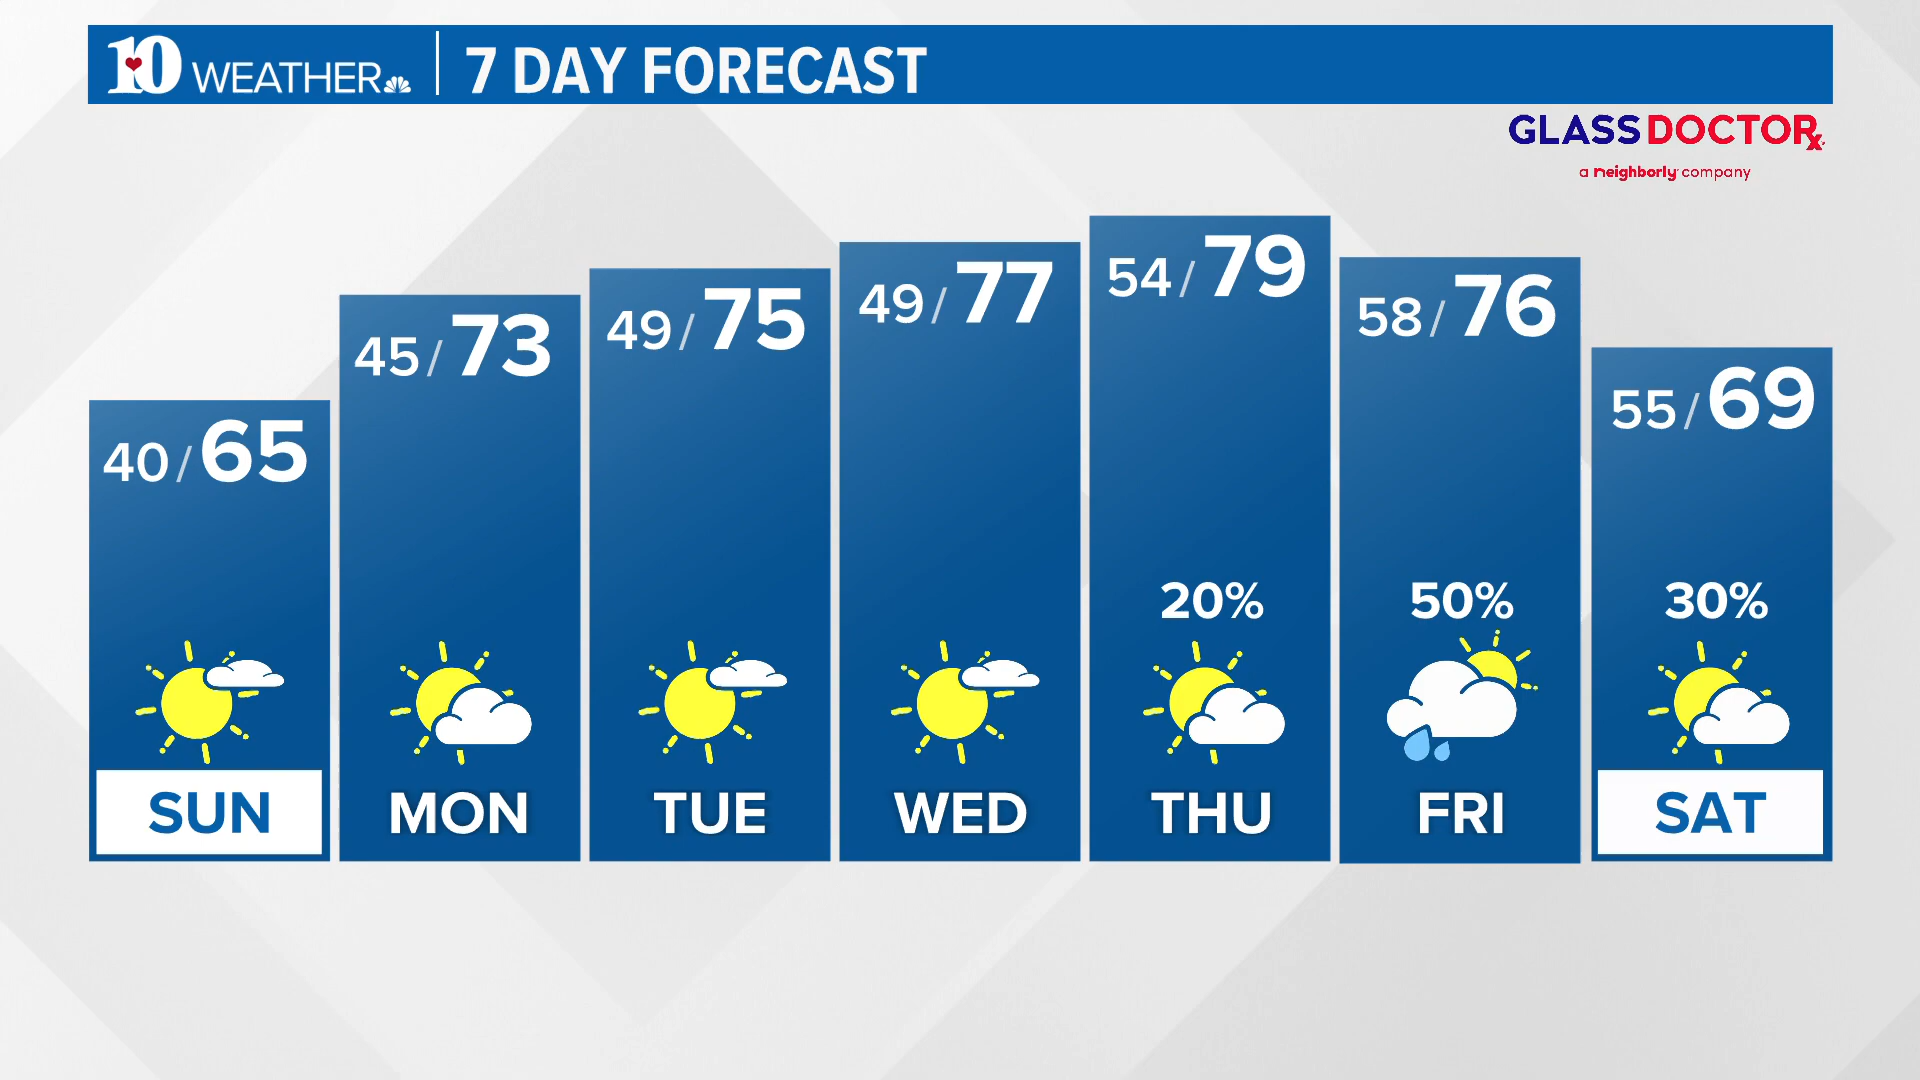 10 WEATHER 7 DAY FORECAST
GLASS DOCTOR Rx
a neighborly company
40/65 45/73 49/75 49/77 54/79 58/76 55/69
20% 50% 30%
SUN MON TUE WED THU FRI SAT